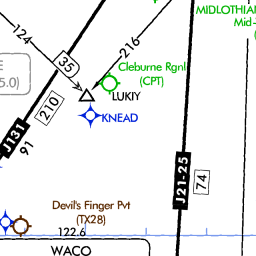 MIDLOTHIAN
Mid-
124
216
E
5.0)
35
Cleburne Rgnl
(CPT)
LUKIY
210
KNEAD
J131
91
J21-25
74
Devil's Finger Pvt
(TX28)
122.6
WACO